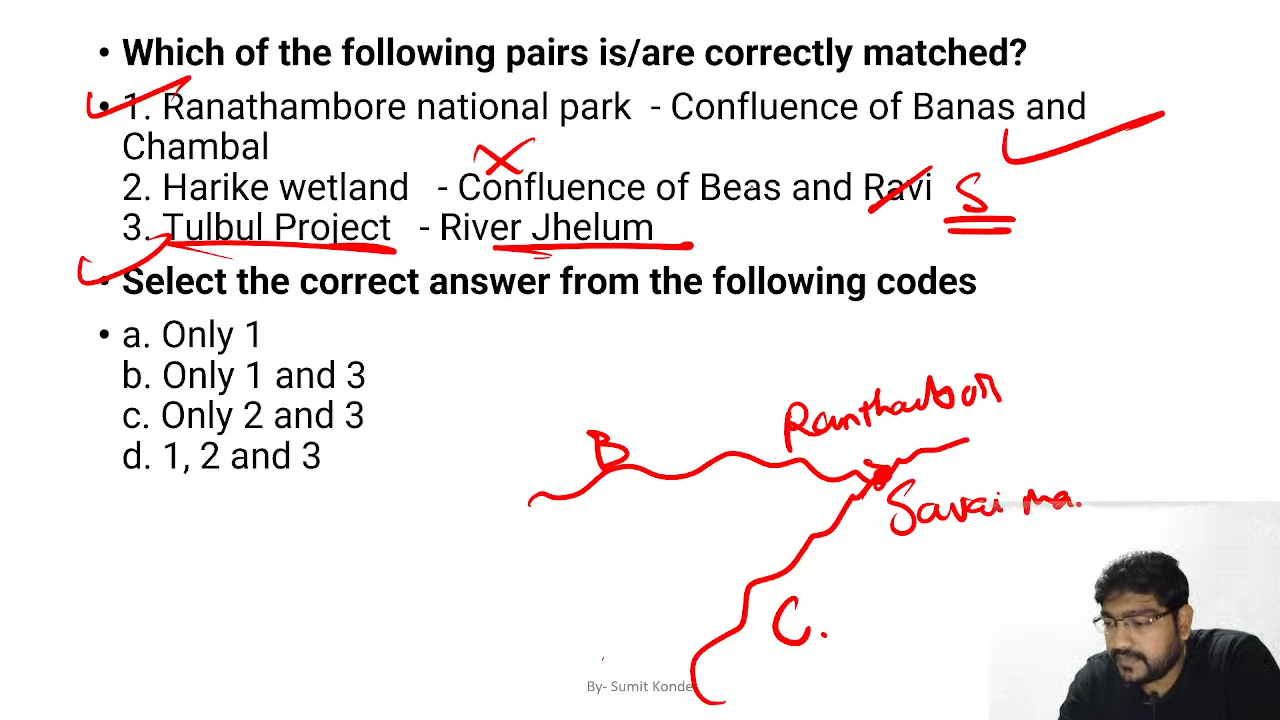 • Which of the following pairs is/are correctly matched?
• 1. Ranathambore national park - Confluence of Banas and
Chambal
2. Harike wetland - Confluence of Beas and Ravi S
3. Tulbul Project - River Jhelum
• Select the correct answer from the following codes
• a. Only 1
b. Only 1 and 3
c. Only 2 and 3
d. 1, 2 and 3
B
Savai Ma.
C.
By- Sumit Konde